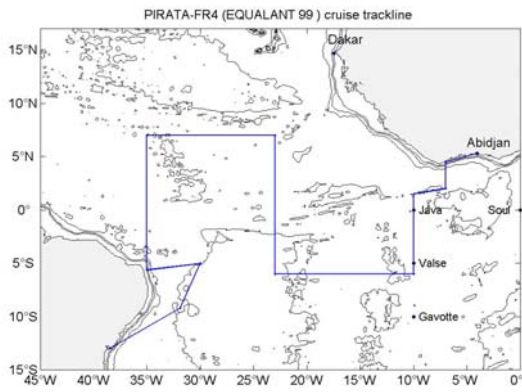 PIRATA-FR4 (EQUALANT 99 ) cruise trackline
15°N
10°N
5°N
0°
5°S
10°S
15°S
45°W
40°W
35°W
30°W
25°W
20°W
15°W
10°W
5°W
0°
Dakar
Abidjan
Java
Soul
Valse
Gavotte